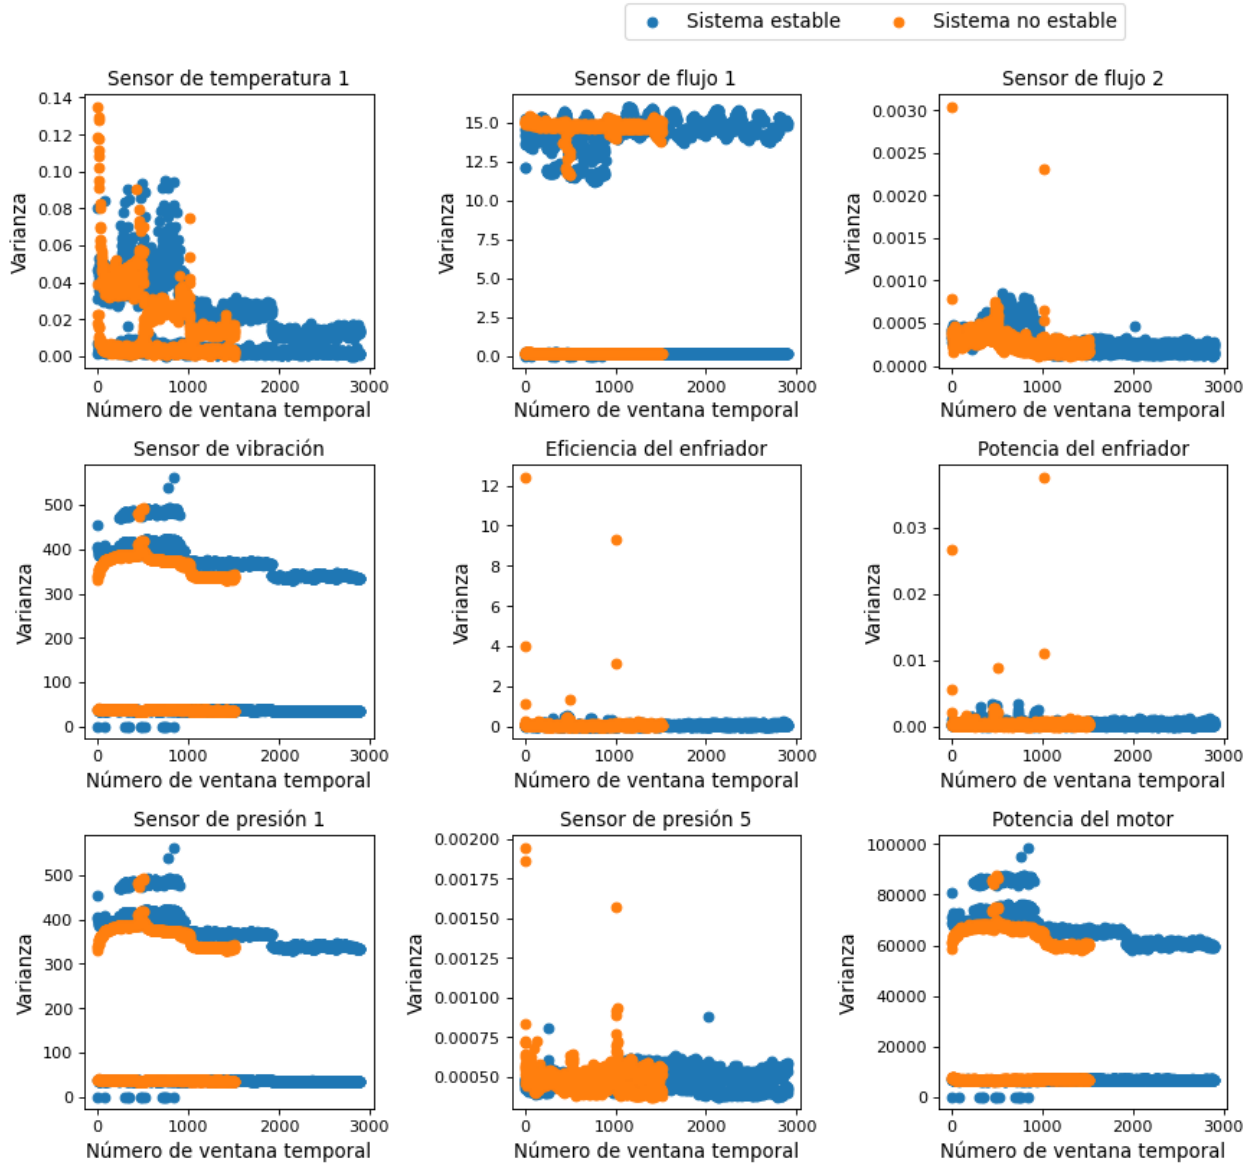 Sistema estable Sistema no estable
Sensor de temperatura 1 Sensor de flujo 1 Sensor de flujo 2
Varianza
0.14
0.12
0.10
0.08
0.06
0.04
0.02
0.00
0 1000 2000 3000
Número de ventana temporal
Varianza
15.0
12.5
10.0
7.5
5.0
2.5
0.0
0 1000 2000 3000
Número de ventana temporal
Varianza
0.0030
0.0025
0.0020
0.0015
0.0010
0.0005
0.0000
0 1000 2000 3000
Número de ventana temporal
Sensor de vibración Eficiencia del enfriador Potencia del enfriador
Varianza
500
400
300
200
100
0
0 1000 2000 3000
Número de ventana temporal
Varianza
12
10
8
6
4
2
0
0 1000 2000 3000
Número de ventana temporal
Varianza
0.03
0.02
0.01
0.00
0 1000 2000 3000
Número de ventana temporal
Sensor de presión 1 Sensor de presión 5 Potencia del motor
Varianza
500
400
300
200
100
0
0 1000 2000 3000
Número de ventana temporal
Varianza
0.00200
0.00175
0.00150
0.00125
0.00100
0.00075
0.00050
0 1000 2000 3000
Número de ventana temporal
Varianza
100000
80000
60000
40000
20000
0
0 1000 2000 3000
Número de ventana temporal